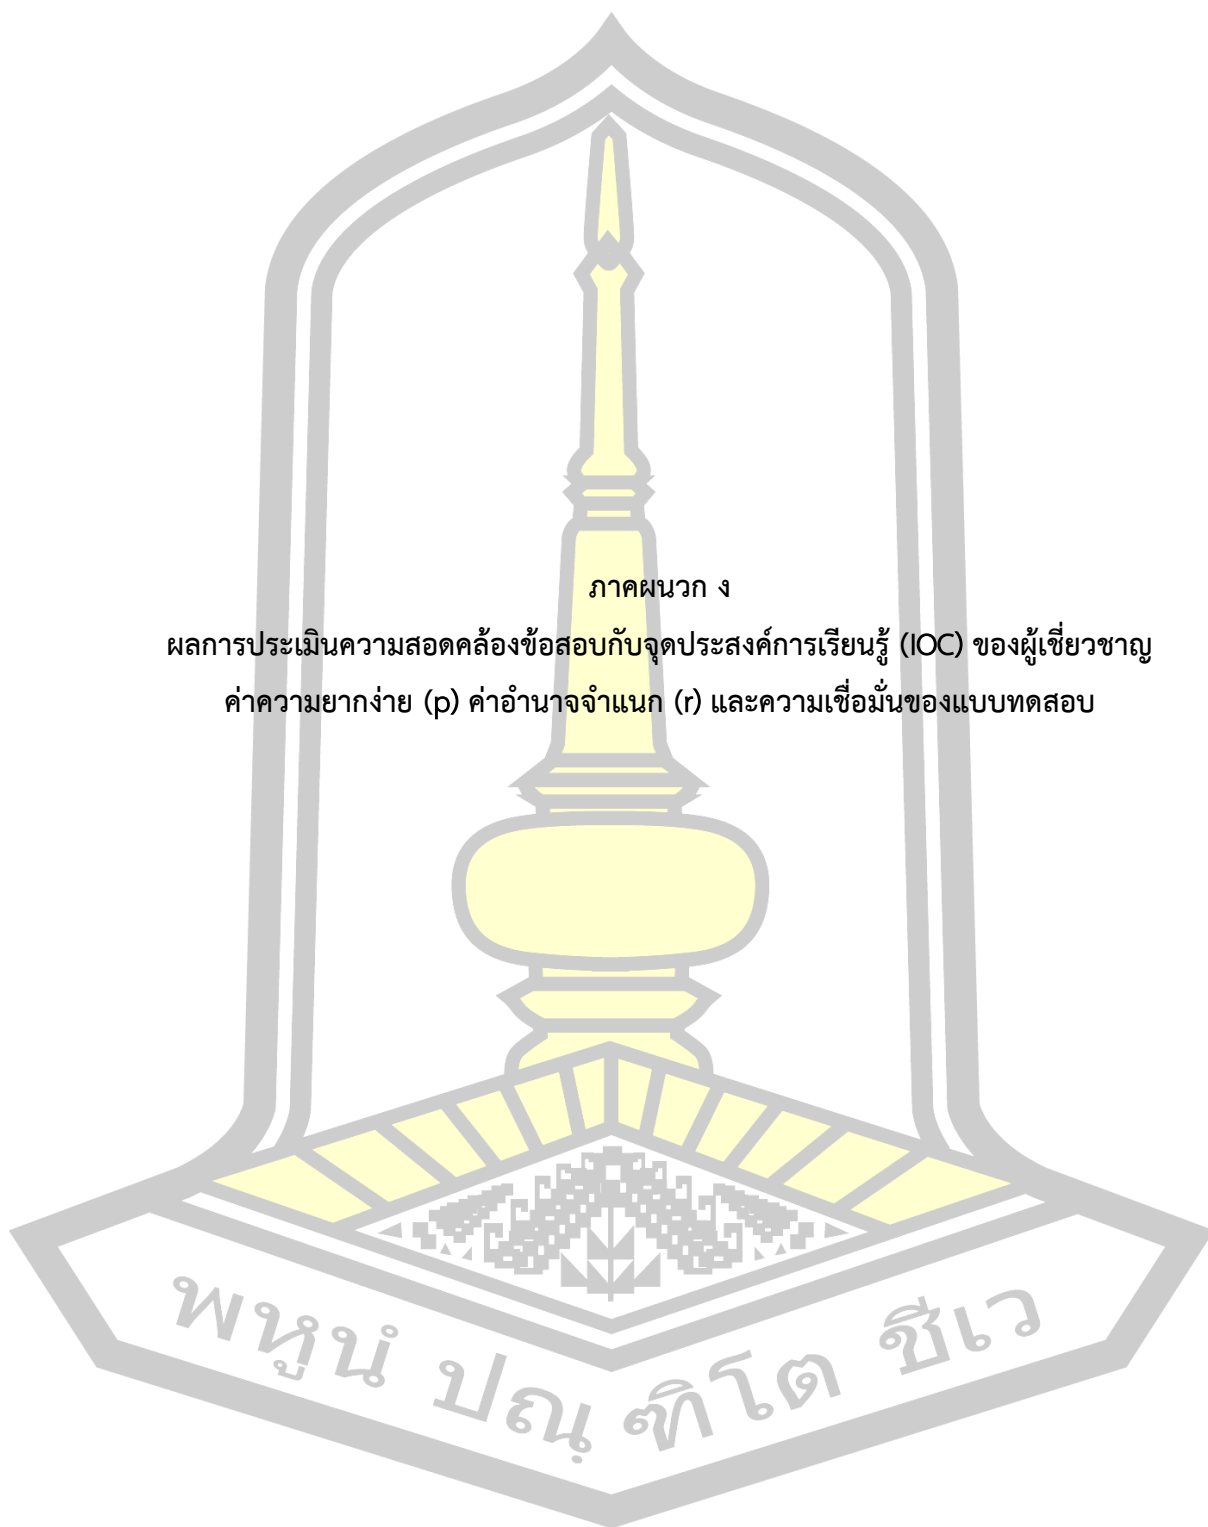 ภาคผนวก ง
ผลการประเมินความสอดคล้องข้อสอบกับจุดประสงค์การเรียนรู้ (IOC) ของผู้เชี่ยวชาญ
ค่าความยากง่าย (p) ค่าอำนาจจำแนก (r) และความเชื่อมั่นของแบบทดสอบ
พหูนํ ปณฺฑิโต ชีเว